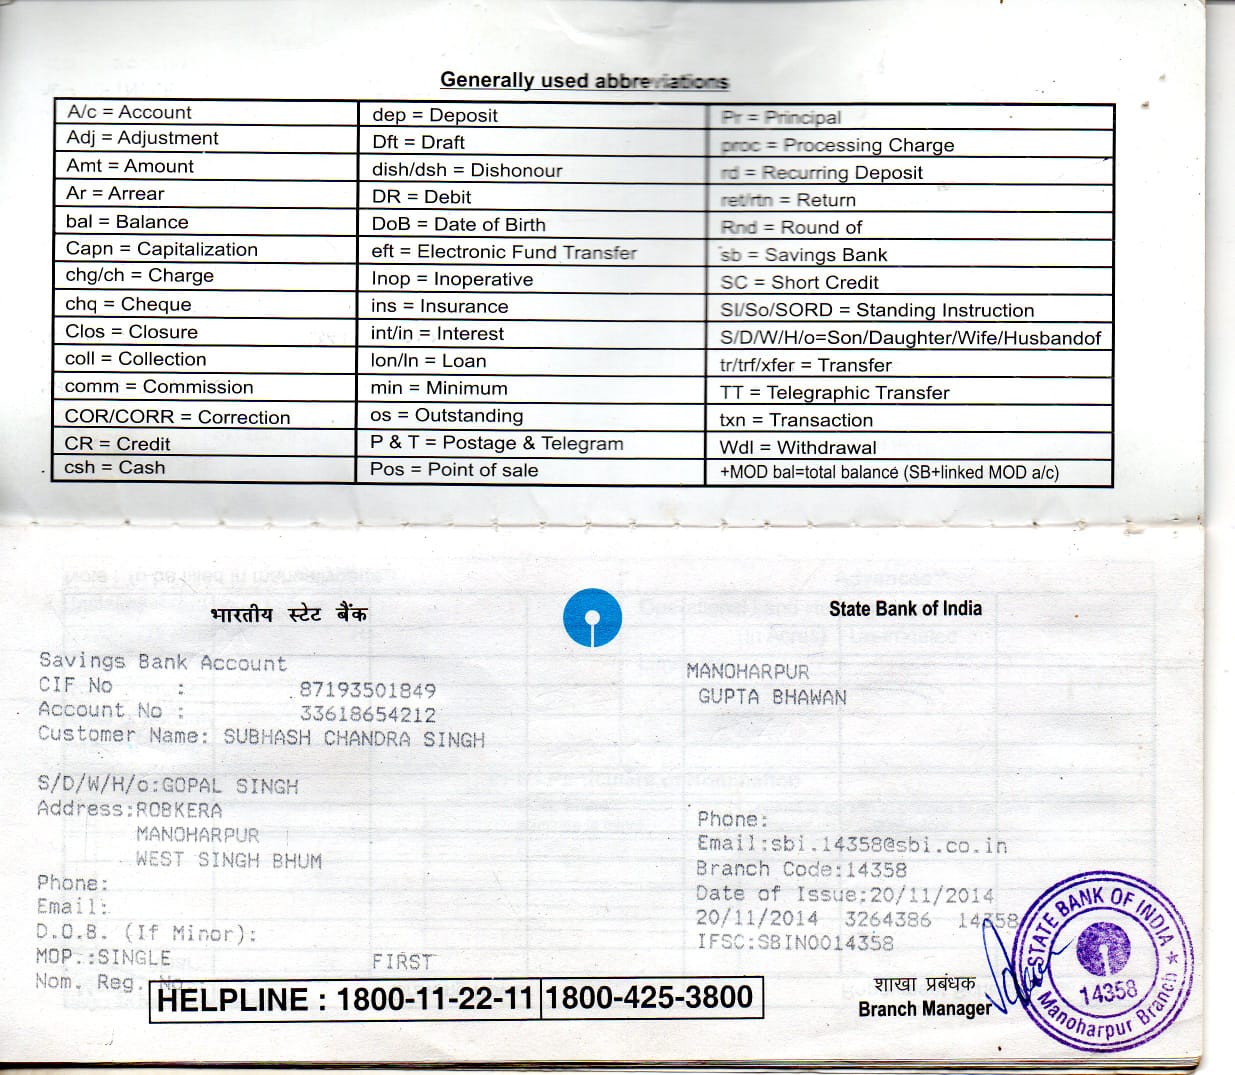 Generally used abbreviations
A/c = Account
Adj = Adjustment
Amt = Amount
Ar = Arrear
bal = Balance
Capn = Capitalization
chg/ch = Charge
chq = Cheque
Clos = Closure
coll = Collection
comm = Commission
COR/CORR = Correction
CR = Credit
csh = Cash
dep = Deposit
Dft = Draft
dish/dsh = Dishonour
DR = Debit
DoB = Date of Birth
eft = Electronic Fund Transfer
Inop = Inoperative
ins = Insurance
int/in = Interest
lon/ln = Loan
min = Minimum
os = Outstanding
P & T = Postage & Telegram
Pos = Point of sale
Pr = Principal
proc = Processing Charge
rd = Recurring Deposit
ret/rtn = Return
Rnd = Round of
sb = Savings Bank
SC = Short Credit
SI/So/SORD = Standing Instruction
S/D/W/H/o=Son/Daughter/Wife/Husbandof
tr/trf/xfer = Transfer
TT = Telegraphic Transfer
txn = Transaction
Wdl = Withdrawal
+MOD bal=total balance (SB+linked MOD a/c)
भारतीय स्टेट बैंक
State Bank of India
Savings Bank Account
CIF No : 87193501849
Account No : 33618654212
Customer Name: SUBHASH CHANDRA SINGH
S/D/W/H/o:GOPAL SINGH
Address:ROBKERA
MANOHARPUR
WEST SINGH BHUM
Phone:
Email:
D.O.B. (If Minor):
MOP.:SINGLE FIRST
Nom. Reg. No.:
MANOHARPUR
GUPTA BHAWAN
Phone:
Email:sbi.14358@sbi.co.in
Branch Code:14358
Date of Issue:20/11/2014
20/11/2014 3264386 14358
IFSC:SBIN0014358
शाखा प्रबंधक
Branch Manager
STATE BANK OF INDIA
14358
Manoharpur Branch
HELPLINE : 1800-11-22-11 1800-425-3800